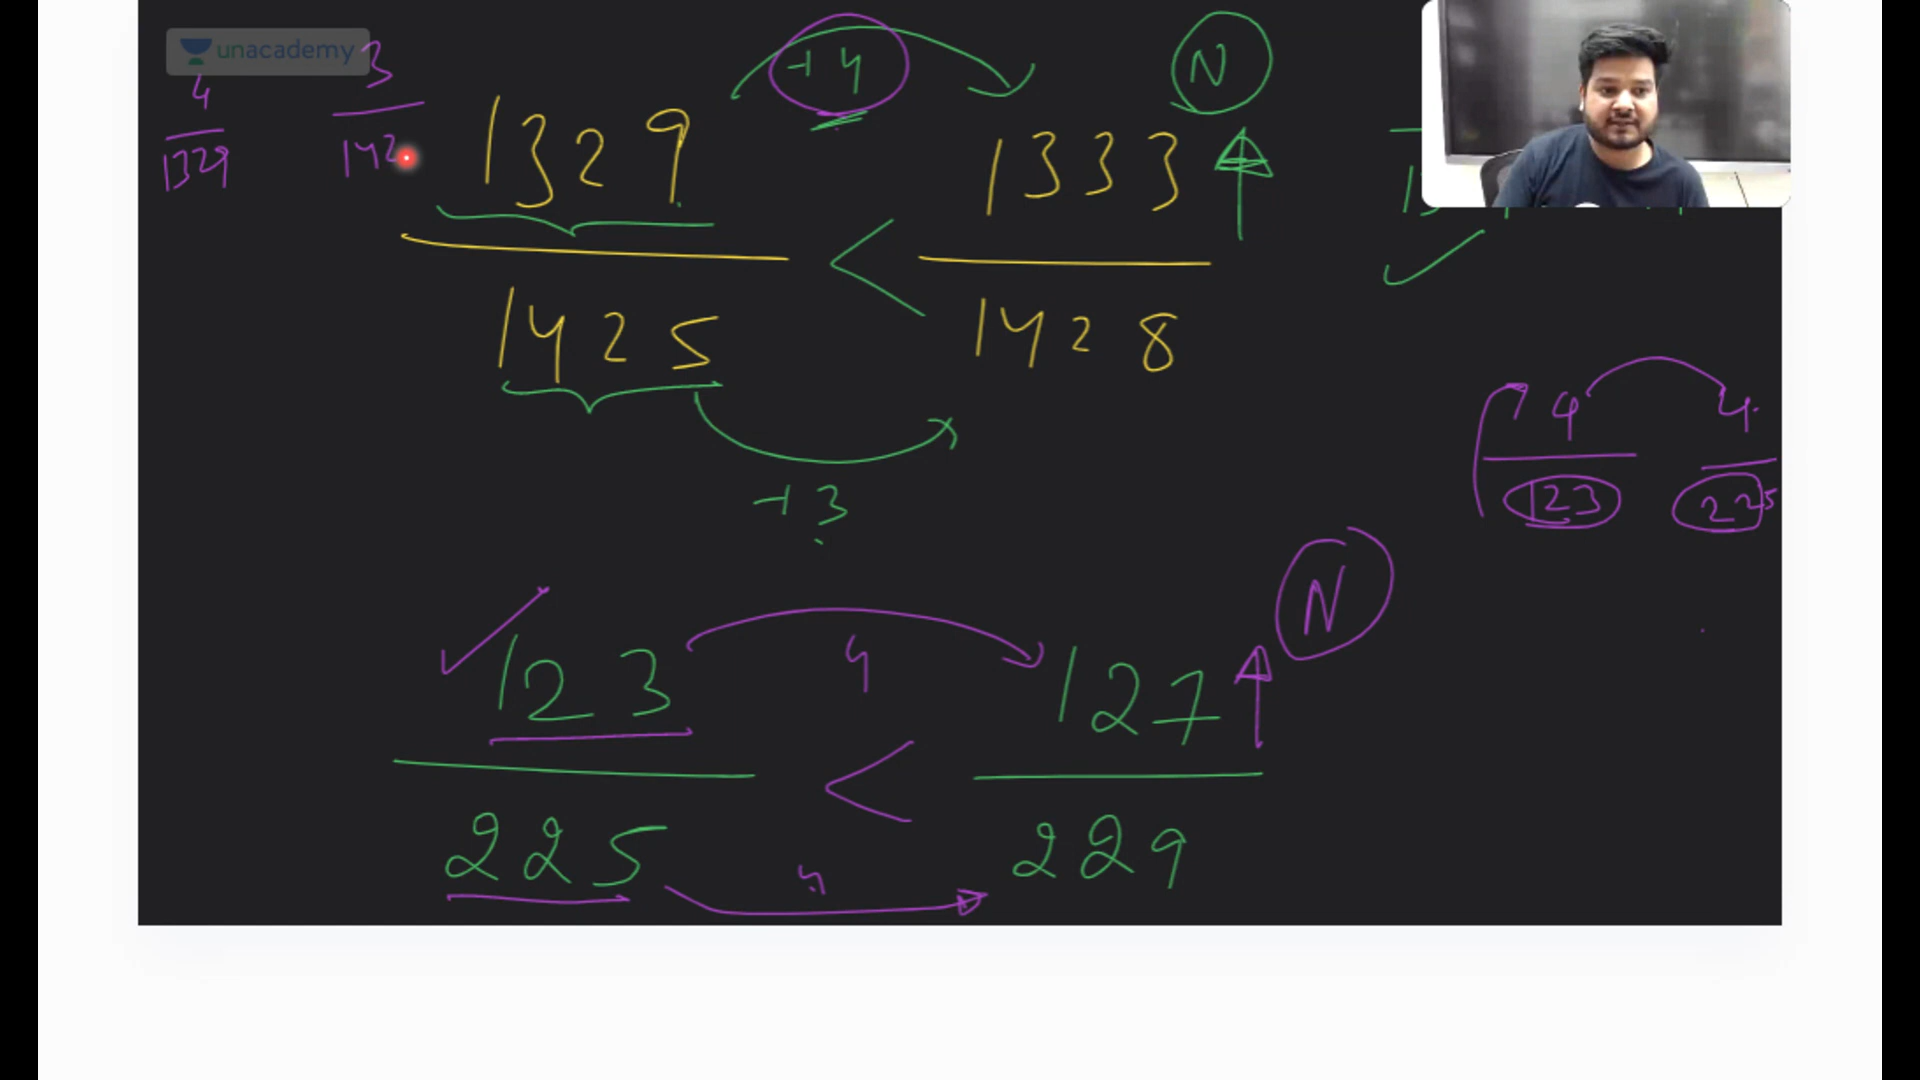 unacademy
4 3 1329 +4 1333 N
1329 142
< 
1425 1428
+3
4 4
123 225
N
123 4 127
<
225 4 229